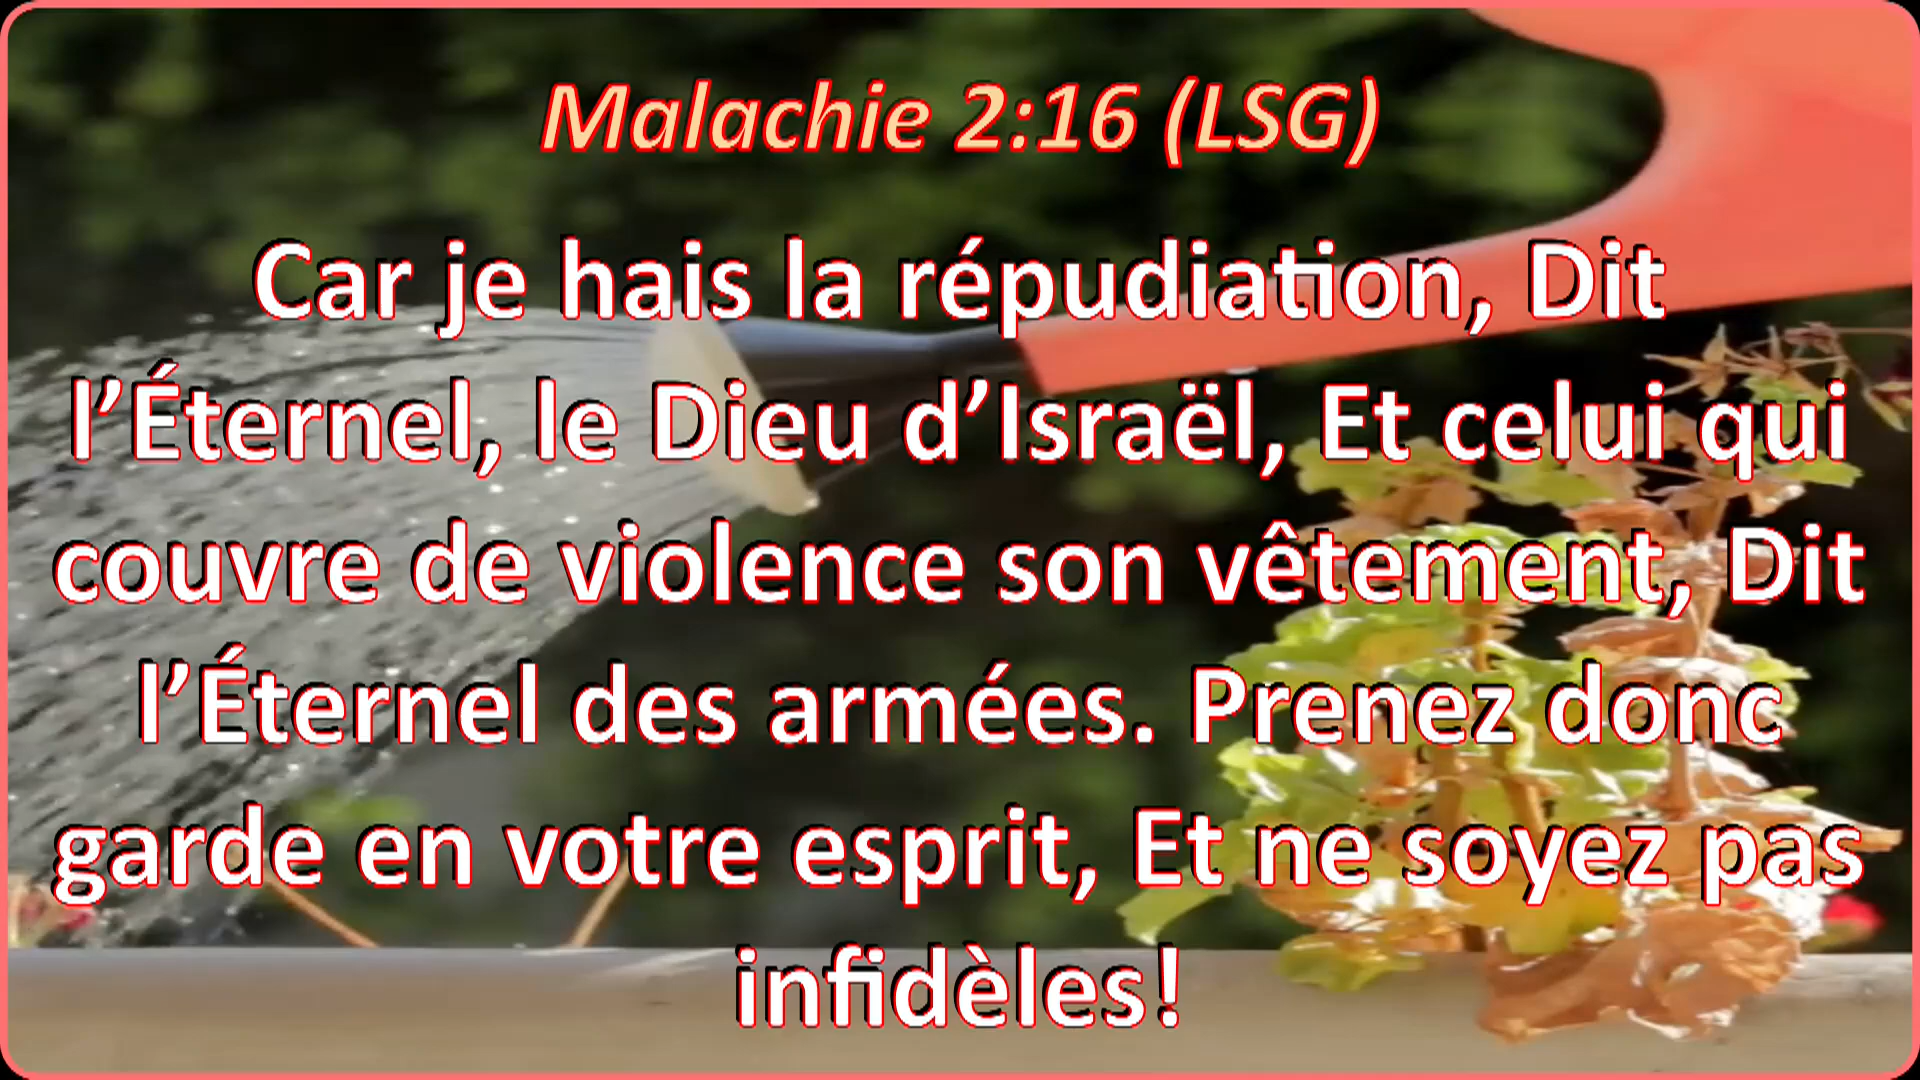 Malachie 2:16 (LSG)
Car je hais la répudiation, Dit
l’Éternel, le Dieu d’Israël, Et celui qui
couvre de violence son vêtement, Dit
l’Éternel des armées. Prenez donc
garde en votre esprit, Et ne soyez pas
infidèles!